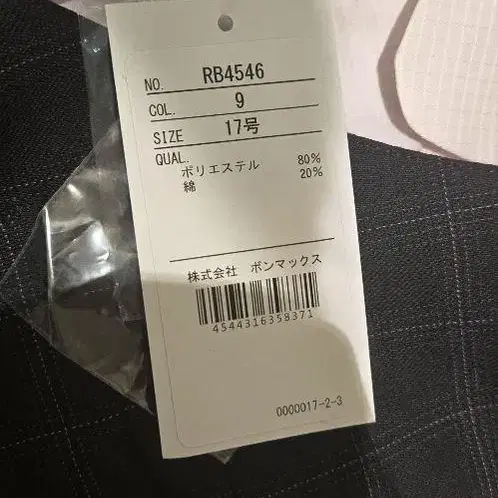 NO. RB4546
COL. 9
SIZE 17号
QUAL.
ポリエステル 80%
綿 20%
株式会社 ボンマックス
4544316358371
0000017-2-3